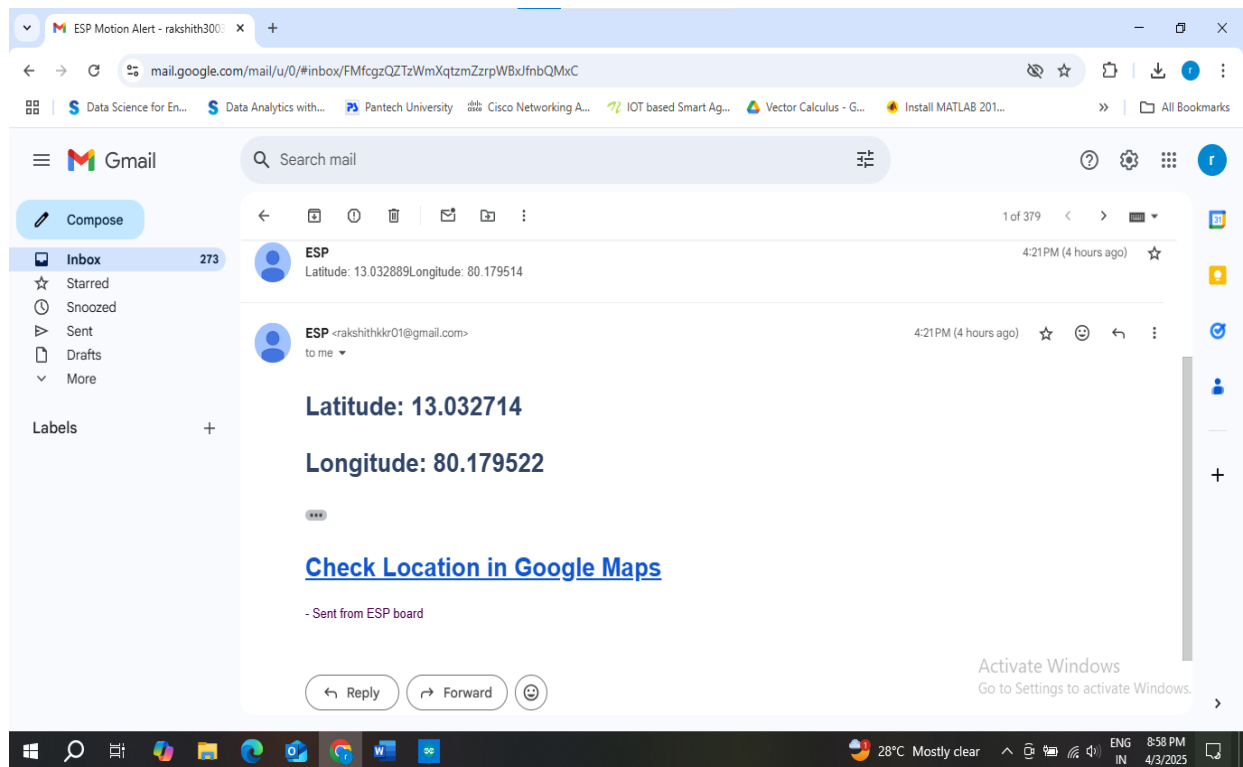 ESP Motion Alert - rakshith3003
mail.google.com/mail/u/0/#inbox/FMfcgzQZTzWmXqtzmZzrpWBxJfnbQMxC
r
Data Science for En...
Data Analytics with...
Pantech University
Cisco Networking A...
IOT based Smart Ag...
Vector Calculus - G...
Install MATLAB 201...
»
All Bookmarks
Gmail
Search mail
r
Compose
1 of 379
31
Inbox 273
Starred
Snoozed
Sent
Drafts
More
Labels
ESP 4:21 PM (4 hours ago)
Latitude: 13.032889Longitude: 80.179514
ESP <rakshithkkr01@gmail.com> 4:21 PM (4 hours ago)
to me
Latitude: 13.032714
Longitude: 80.179522
Check Location in Google Maps
- Sent from ESP board
Activate Windows
Go to Settings to activate Windows.
Reply
Forward
28°C Mostly clear
ENG
IN
8:58 PM
4/3/2025